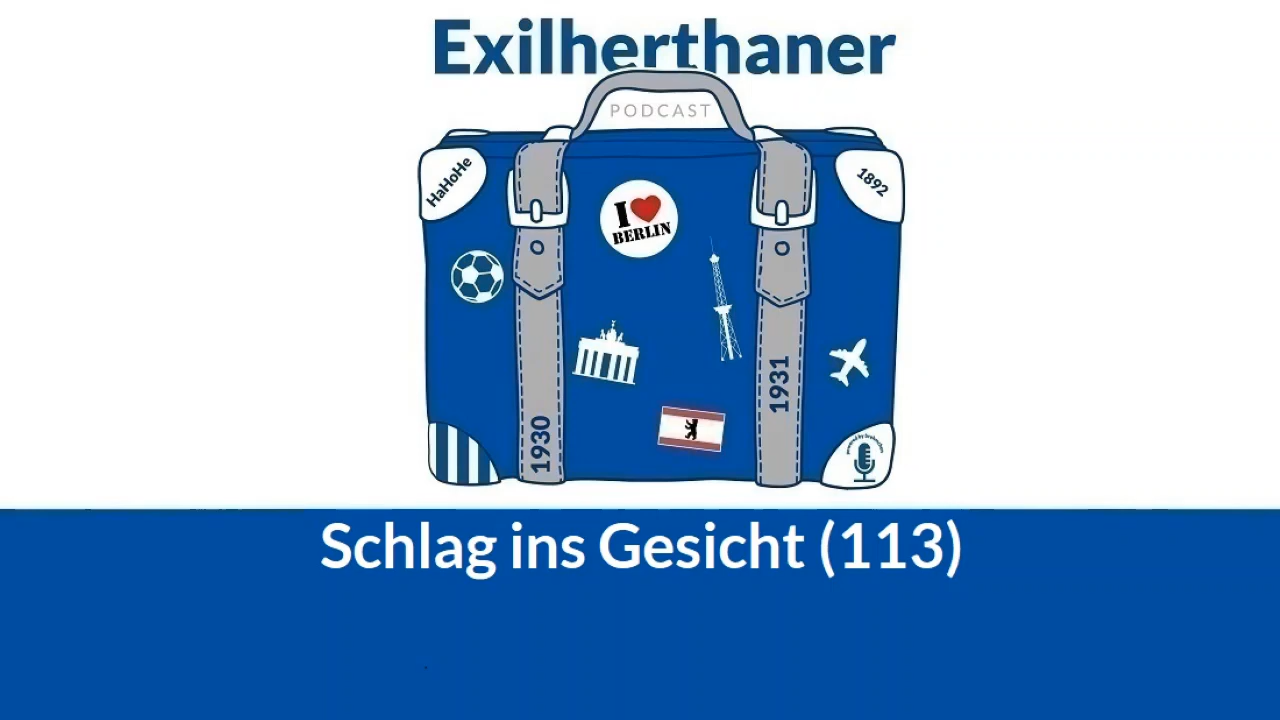 Exilherthaner
PODCAST
HaHoHe
1892
I
BERLIN
1931
1930
Schlag ins Gesicht (113)